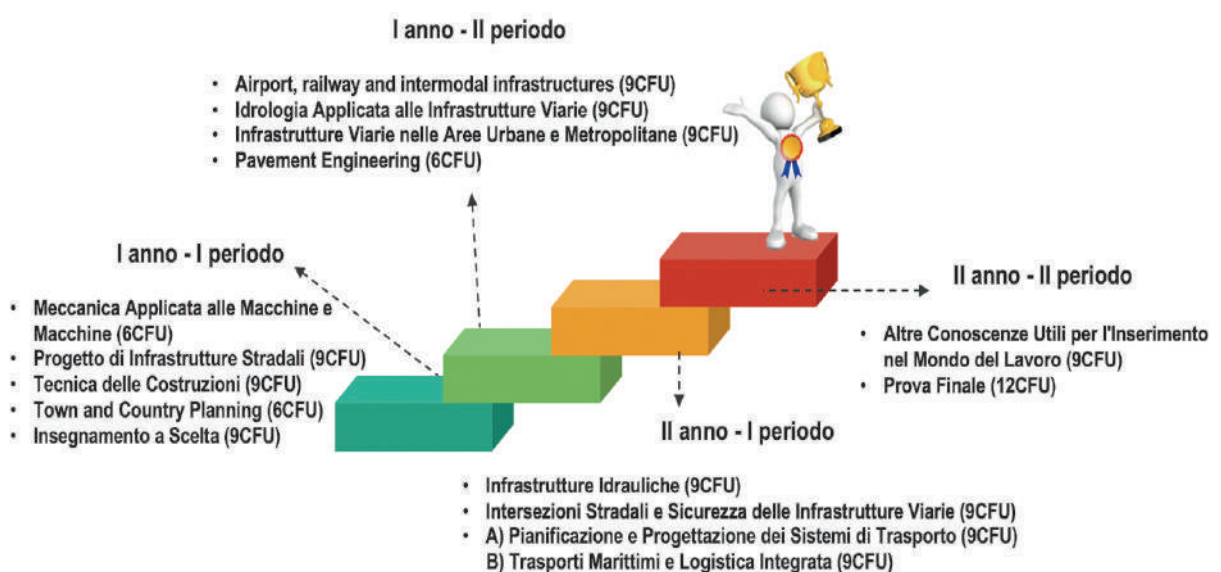 I anno - II periodo
• Airport, railway and intermodal infrastructures (9CFU)
• Idrologia Applicata alle Infrastrutture Viarie (9CFU)
• Infrastrutture Viarie nelle Aree Urbane e Metropolitane (9CFU)
• Pavement Engineering (6CFU)
I anno - I periodo
• Meccanica Applicata alle Macchine e
Macchine (6CFU)
• Progetto di Infrastrutture Stradali (9CFU)
• Tecnica delle Costruzioni (9CFU)
• Town and Country Planning (6CFU)
• Insegnamento a Scelta (9CFU)
II anno - II periodo
• Altre Conoscenze Utili per l'Inserimento
nel Mondo del Lavoro (9CFU)
• Prova Finale (12CFU)
II anno - I periodo
• Infrastrutture Idrauliche (9CFU)
• Intersezioni Stradali e Sicurezza delle Infrastrutture Viarie (9CFU)
• A) Pianificazione e Progettazione dei Sistemi di Trasporto (9CFU)
B) Trasporti Marittimi e Logistica Integrata (9CFU)